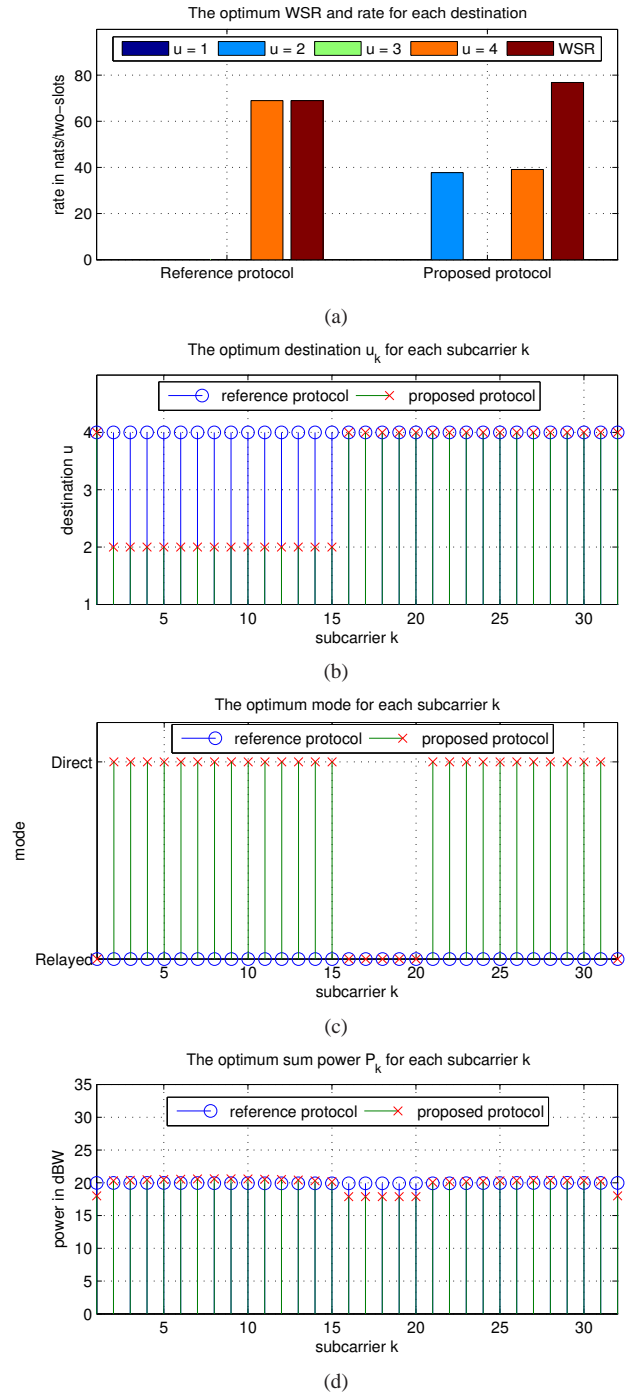 The optimum WSR and rate for each destination
u = 1 u = 2 u = 3 u = 4 WSR
80
60
40
20
0
rate in nats/two−slots
Reference protocol Proposed protocol
(a)
The optimum destination u_k for each subcarrier k
reference protocol proposed protocol
4
3
2
1
destination u
5 10 15 20 25 30
subcarrier k
(b)
The optimum mode for each subcarrier k
reference protocol proposed protocol
Direct
mode
Relayed
5 10 15 20 25 30
subcarrier k
(c)
The optimum sum power P_k for each subcarrier k
reference protocol proposed protocol
35
30
25
20
15
10
5
0
power in dBW
5 10 15 20 25 30
subcarrier k
(d)